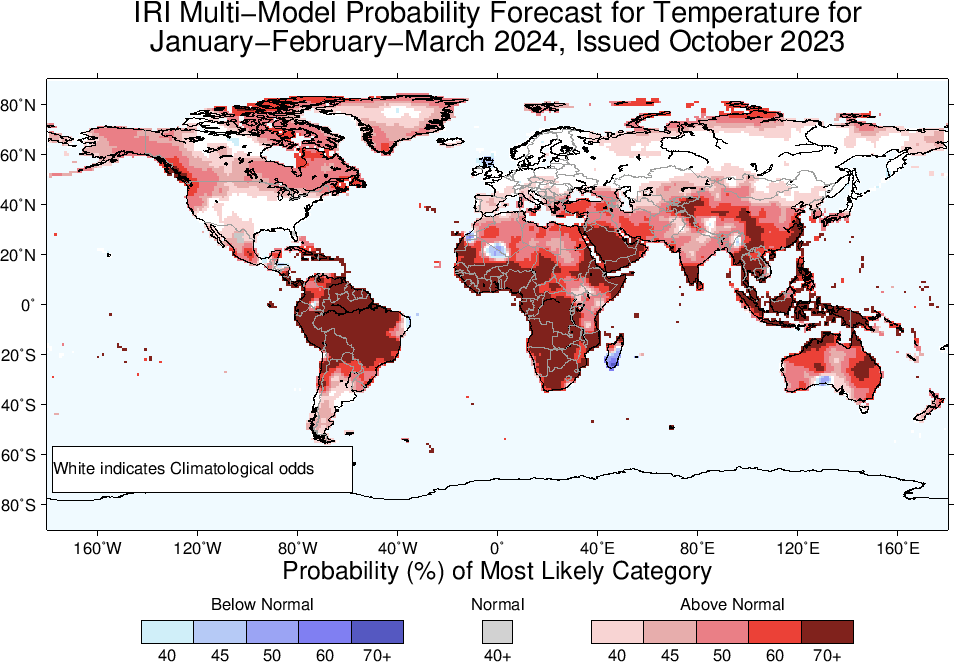 IRI Multi−Model Probability Forecast for Temperature for
January−February−March 2024, Issued October 2023
80˚N
60˚N
40˚N
20˚N
0˚
20˚S
40˚S
60˚S
80˚S
White indicates Climatological odds
160˚W 120˚W 80˚W 40˚W 0˚ 40˚E 80˚E 120˚E 160˚E
Probability (%) of Most Likely Category
Below Normal Normal Above Normal
40 45 50 60 70+ 40+ 40 45 50 60 70+